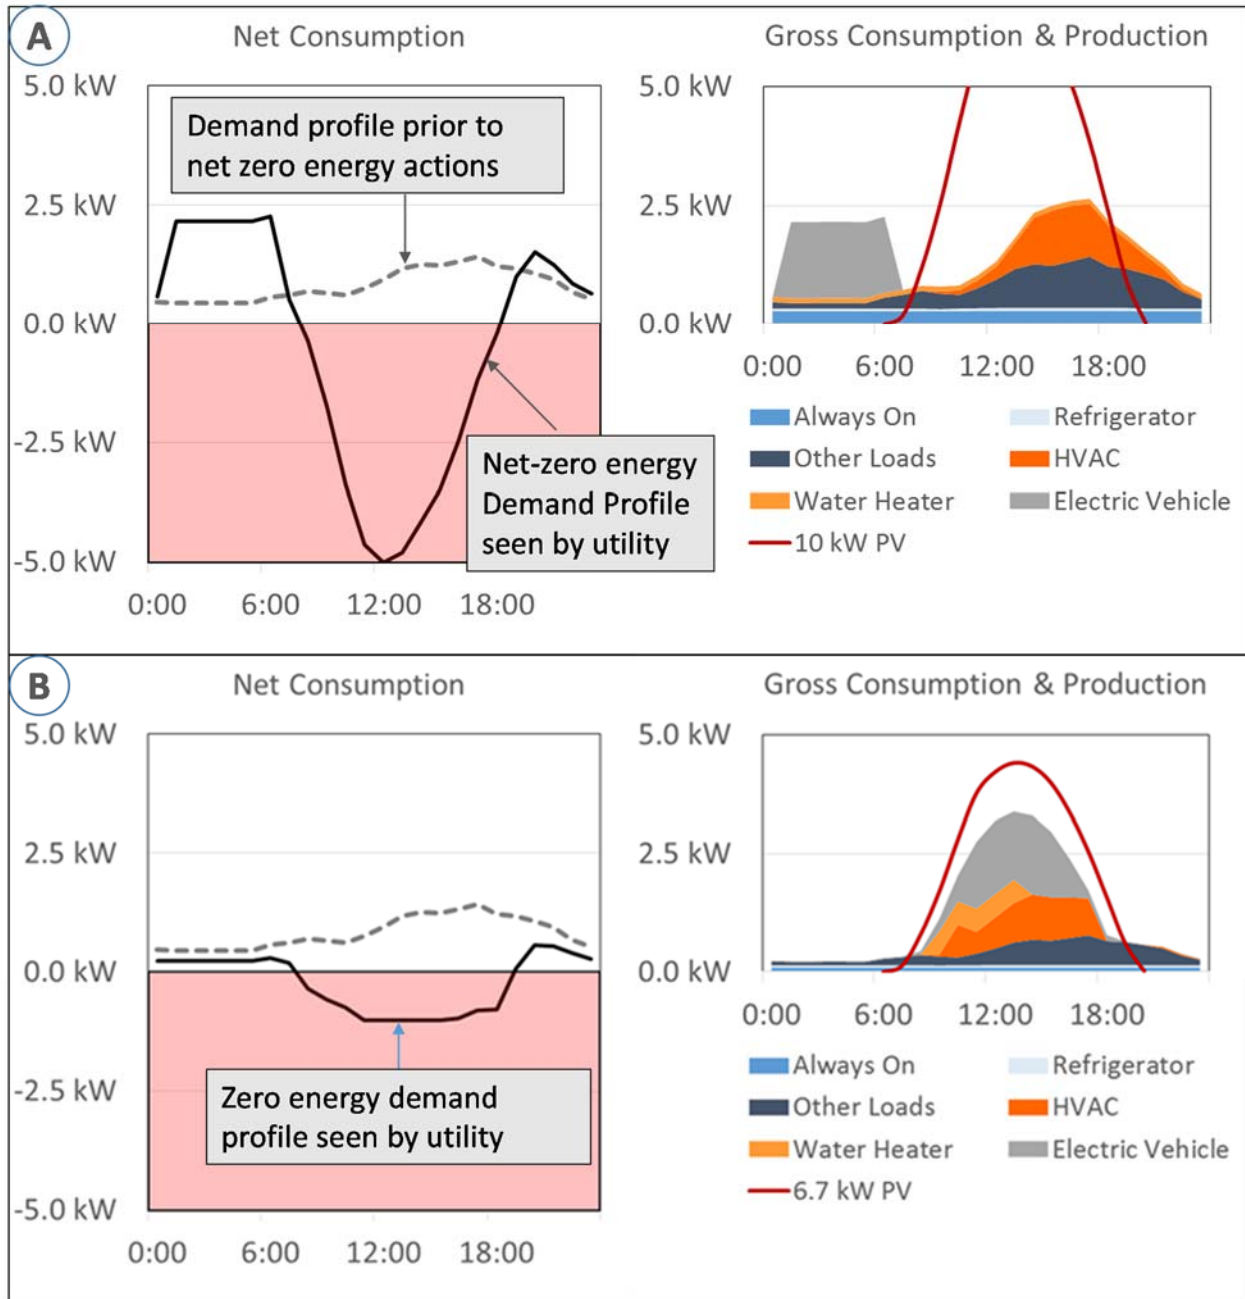 A
Net Consumption
Gross Consumption & Production
5.0 kW
2.5 kW
0.0 kW
-2.5 kW
-5.0 kW
0:00 6:00 12:00 18:00
Demand profile prior to
net zero energy actions
Net-zero energy
Demand Profile
seen by utility
5.0 kW
2.5 kW
0.0 kW
0:00 6:00 12:00 18:00
Always On Refrigerator
Other Loads HVAC
Water Heater Electric Vehicle
10 kW PV
B
Net Consumption
Gross Consumption & Production
5.0 kW
2.5 kW
0.0 kW
-2.5 kW
-5.0 kW
0:00 6:00 12:00 18:00
Zero energy demand
profile seen by utility
5.0 kW
2.5 kW
0.0 kW
0:00 6:00 12:00 18:00
Always On Refrigerator
Other Loads HVAC
Water Heater Electric Vehicle
6.7 kW PV